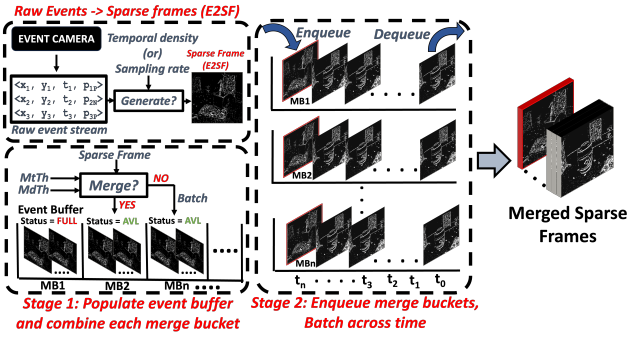 Raw Events -> Sparse frames (E2SF)
EVENT CAMERA
Temporal density
(or)
Sampling rate
Sparse Frame
(E2SF)
<x1, y1, t1, p1P>
<x2, y2, t2, p2N>
<x3, y3, t3, p3P>
Generate?
Raw event stream
Sparse Frame
MtTh
MdTh
Merge?
NO
YES
Batch
Event Buffer
Status = FULL
Status = AVL
Status = AVL
MB1
MB2
MBn
Stage 1: Populate event buffer
and combine each merge bucket
Enqueue
Dequeue
MB1
MB2
MBn
tn
t3
t2
t1
t0
Stage 2: Enqueue merge buckets,
Batch across time
Merged Sparse
Frames